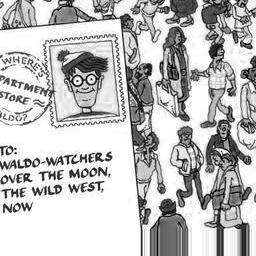 WHERE'S
DEPARTMENT
STORE
WALDO?
TO:
WALDO-WATCHERS
OVER THE MOON,
THE WILD WEST,
NOW